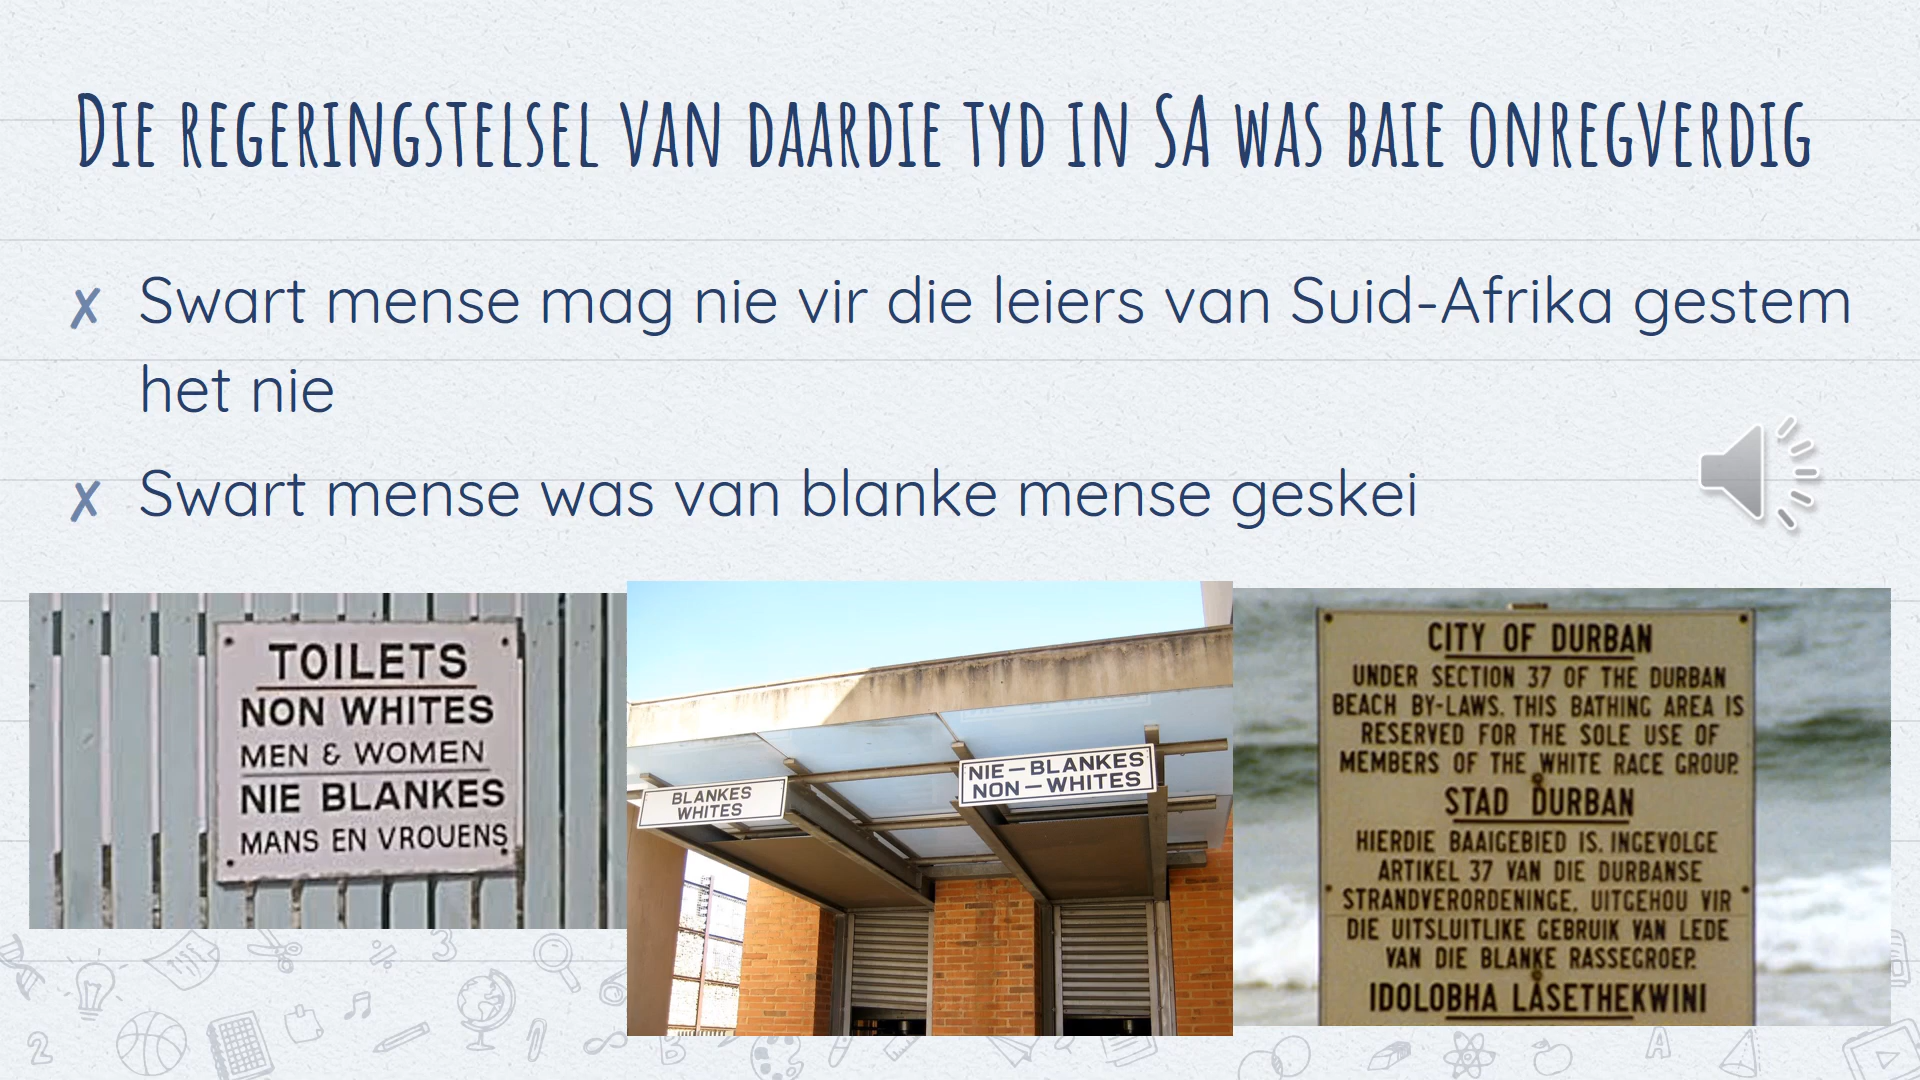 Die regeringstelsel van daardie tyd in SA was baie onregverdig
✗ Swart mense mag nie vir die leiers van Suid-Afrika gestem
het nie
✗ Swart mense was van blanke mense geskei
TOILETS
NON WHITES
MEN & WOMEN
NIE BLANKES
MANS EN VROUENS
BLANKES
WHITES
NIE–BLANKES
NON–WHITES
CITY OF DURBAN
UNDER SECTION 37 OF THE DURBAN
BEACH BY-LAWS. THIS BATHING AREA IS
RESERVED FOR THE SOLE USE OF
MEMBERS OF THE WHITE RACE GROUP.
STAD DURBAN
HIERDIE BAAIGEBIED IS, INGEVOLGE
ARTIKEL 37 VAN DIE DURBANSE
STRANDVERORDENINGE, UITGEHOU VIR
DIE UITSLUITLIKE GEBRUIK VAN LEDE
VAN DIE BLANKE RASSEGROEP.
IDOLOBHA LASETHEKWINI